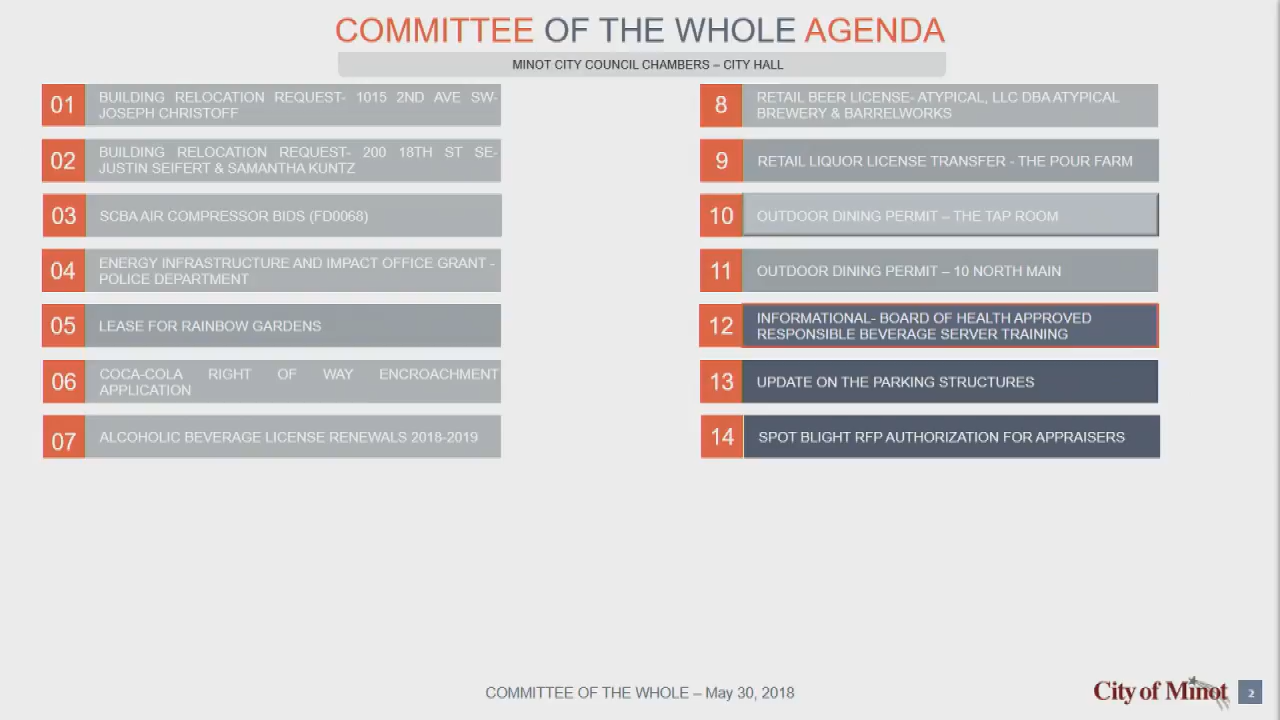 COMMITTEE OF THE WHOLE AGENDA
MINOT CITY COUNCIL CHAMBERS – CITY HALL
01
BUILDING RELOCATION REQUEST- 1015 2ND AVE SW-
JOSEPH CHRISTOFF
02
BUILDING RELOCATION REQUEST- 200 18TH ST SE-
JUSTIN SEIFERT & SAMANTHA KUNTZ
03
SCBA AIR COMPRESSOR BIDS (FD0068)
04
ENERGY INFRASTRUCTURE AND IMPACT OFFICE GRANT -
POLICE DEPARTMENT
05
LEASE FOR RAINBOW GARDENS
06
COCA-COLA RIGHT OF WAY ENCROACHMENT
APPLICATION
07
ALCOHOLIC BEVERAGE LICENSE RENEWALS 2018-2019
8
RETAIL BEER LICENSE- ATYPICAL, LLC DBA ATYPICAL
BREWERY & BARRELWORKS
9
RETAIL LIQUOR LICENSE TRANSFER - THE POUR FARM
10
OUTDOOR DINING PERMIT – THE TAP ROOM
11
OUTDOOR DINING PERMIT – 10 NORTH MAIN
12
INFORMATIONAL- BOARD OF HEALTH APPROVED
RESPONSIBLE BEVERAGE SERVER TRAINING
13
UPDATE ON THE PARKING STRUCTURES
14
SPOT BLIGHT RFP AUTHORIZATION FOR APPRAISERS
COMMITTEE OF THE WHOLE – May 30, 2018
City of Minot
2